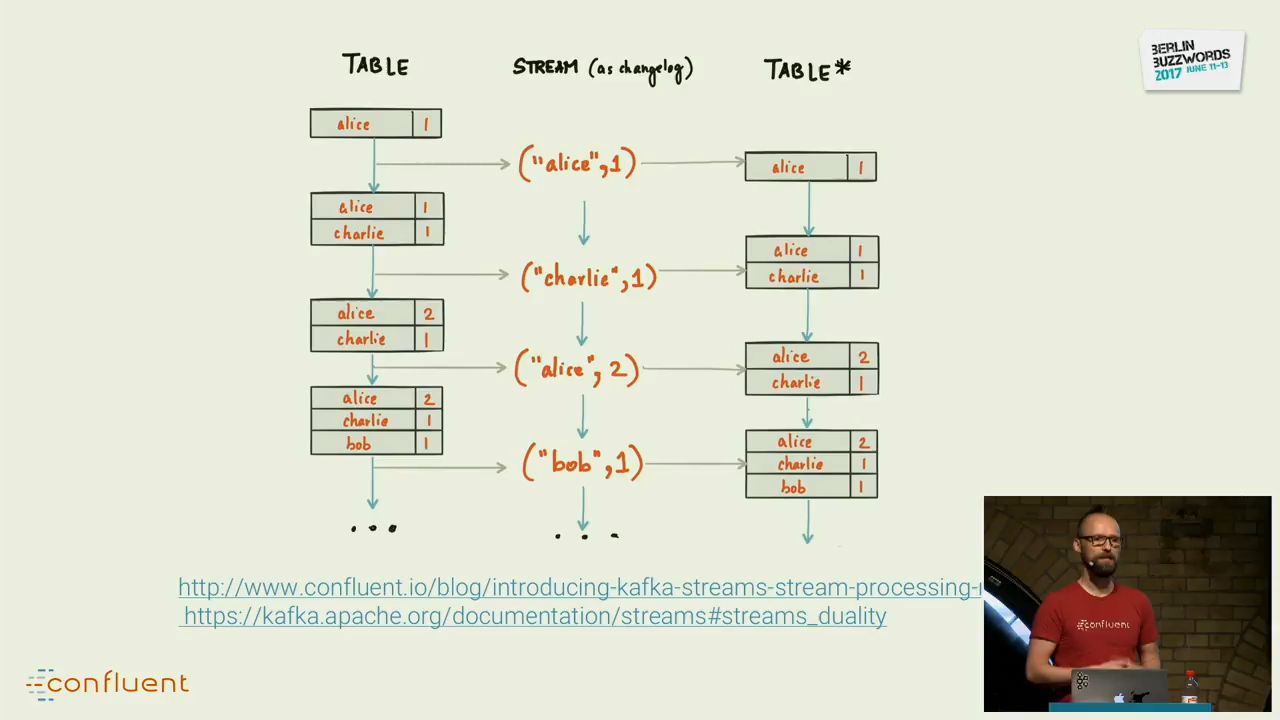 TABLE
STREAM (as changelog)
TABLE*
BERLIN
BUZZWORDS
2017 JUNE 11-13
alice 1
("alice",1)
alice 1
alice 1
charlie 1
("charlie",1)
alice 1
charlie 1
alice 2
charlie 1
("alice", 2)
alice 2
charlie 1
alice 2
charlie 1
bob 1
("bob",1)
alice 2
charlie 1
bob 1
...
...
http://www.confluent.io/blog/introducing-kafka-streams-stream-processing-
https://kafka.apache.org/documentation/streams#streams_duality
confluent
confluent